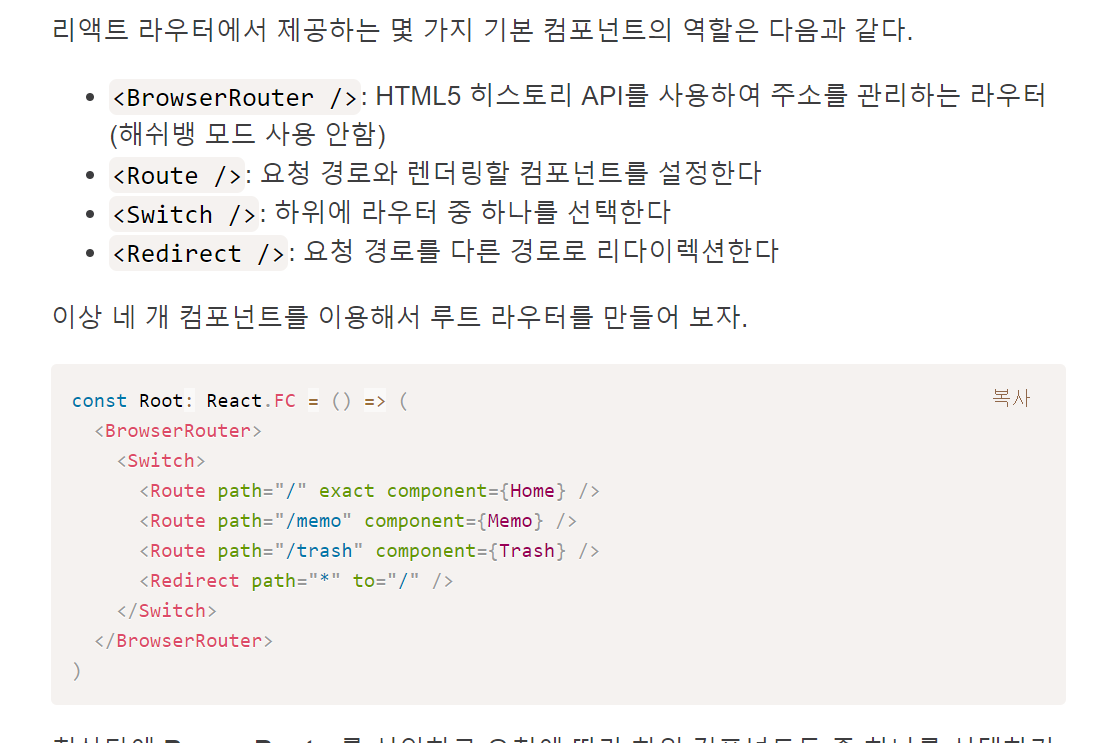 리액트 라우터에서 제공하는 몇 가지 기본 컴포넌트의 역할은 다음과 같다.
• <BrowserRouter />: HTML5 히스토리 API를 사용하여 주소를 관리하는 라우터
(해쉬뱅 모드 사용 안함)
• <Route />: 요청 경로와 렌더링할 컴포넌트를 설정한다
• <Switch />: 하위에 라우터 중 하나를 선택한다
• <Redirect />: 요청 경로를 다른 경로로 리다이렉션한다
이상 네 개 컴포넌트를 이용해서 루트 라우터를 만들어 보자.
복사
const Root: React.FC = () => (
  <BrowserRouter>
    <Switch>
      <Route path="/" exact component={Home} />
      <Route path="/memo" component={Memo} />
      <Route path="/trash" component={Trash} />
      <Redirect path="*" to="/" />
    </Switch>
  </BrowserRouter>
)